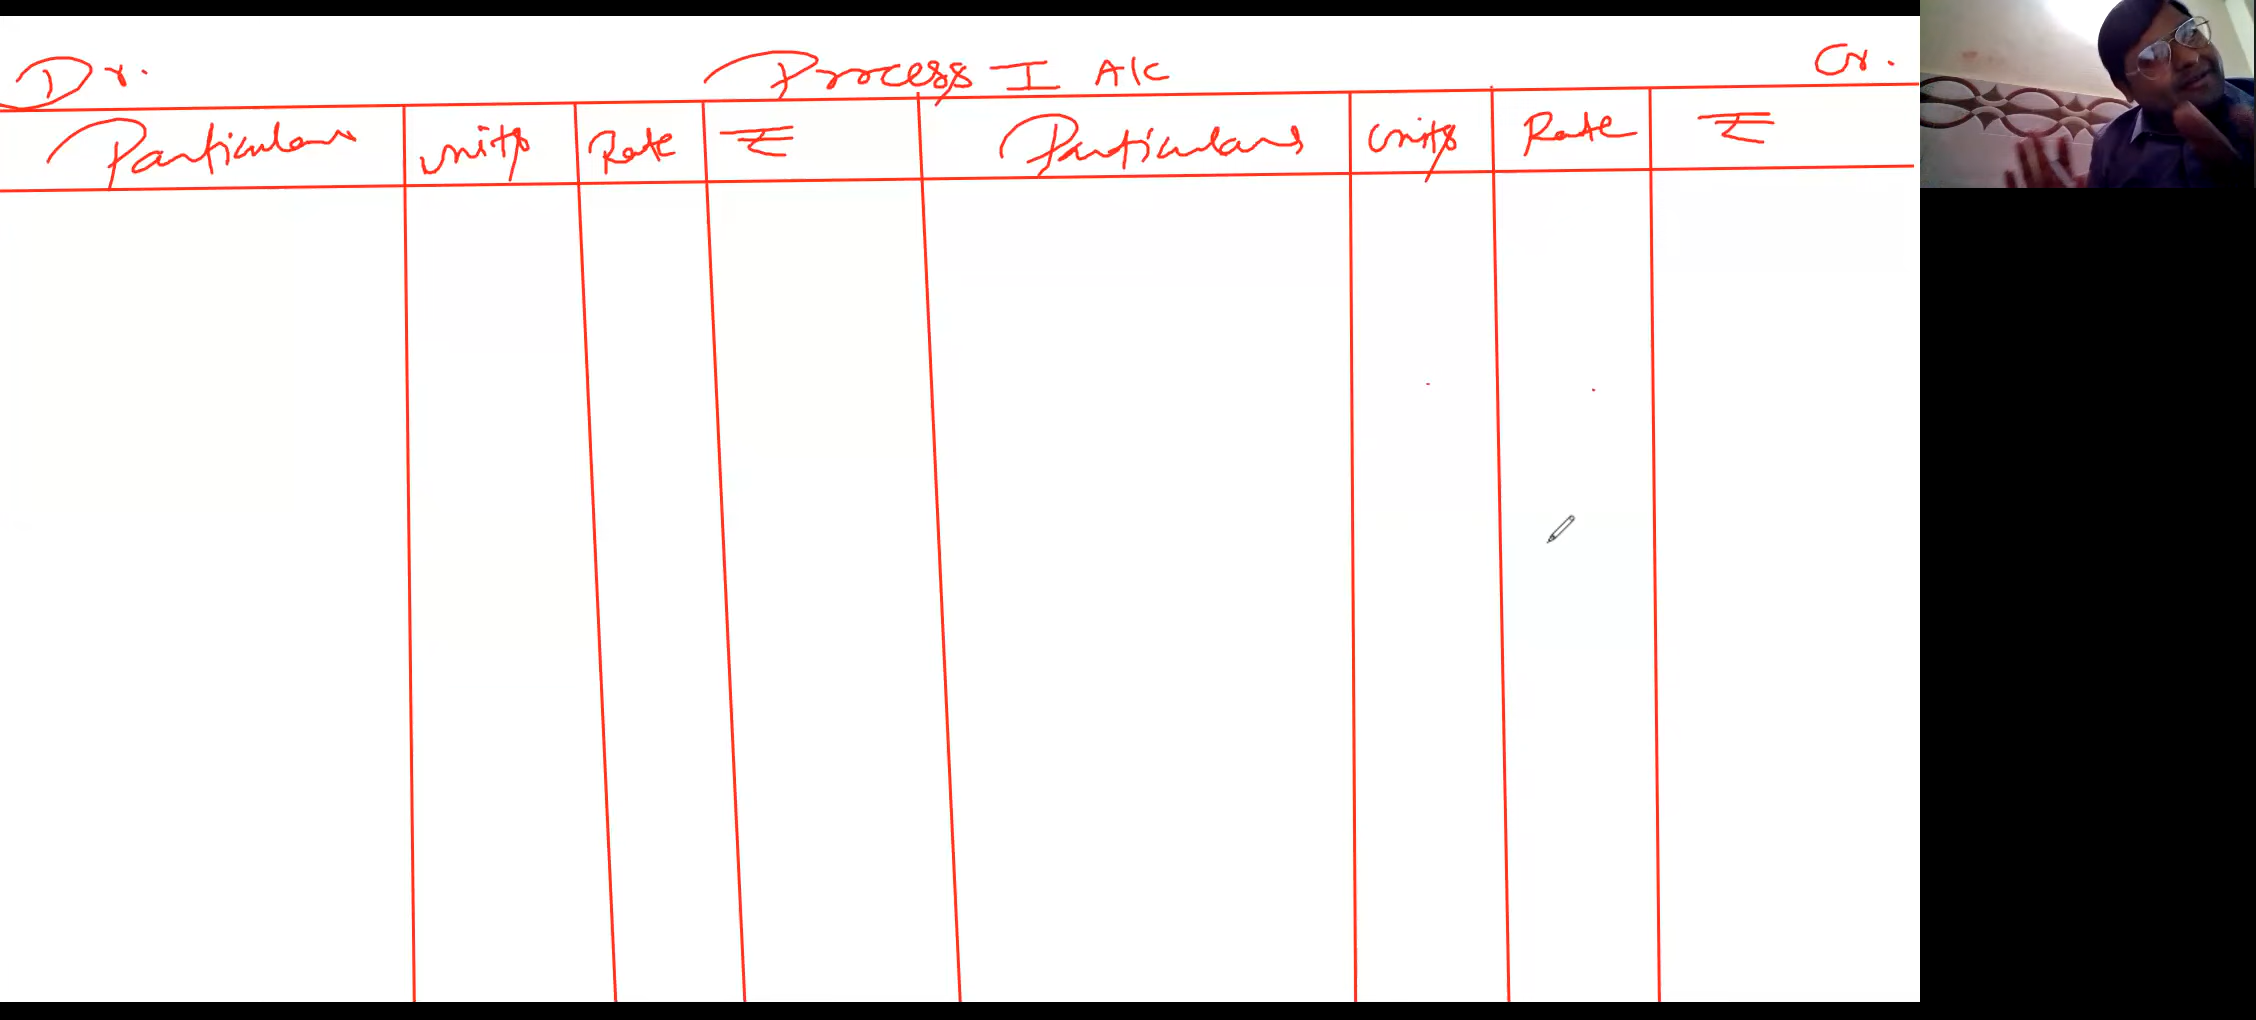 Dr. Process I A/C Cr.
Particulars Units Rate ₹ Particulars Units Rate ₹